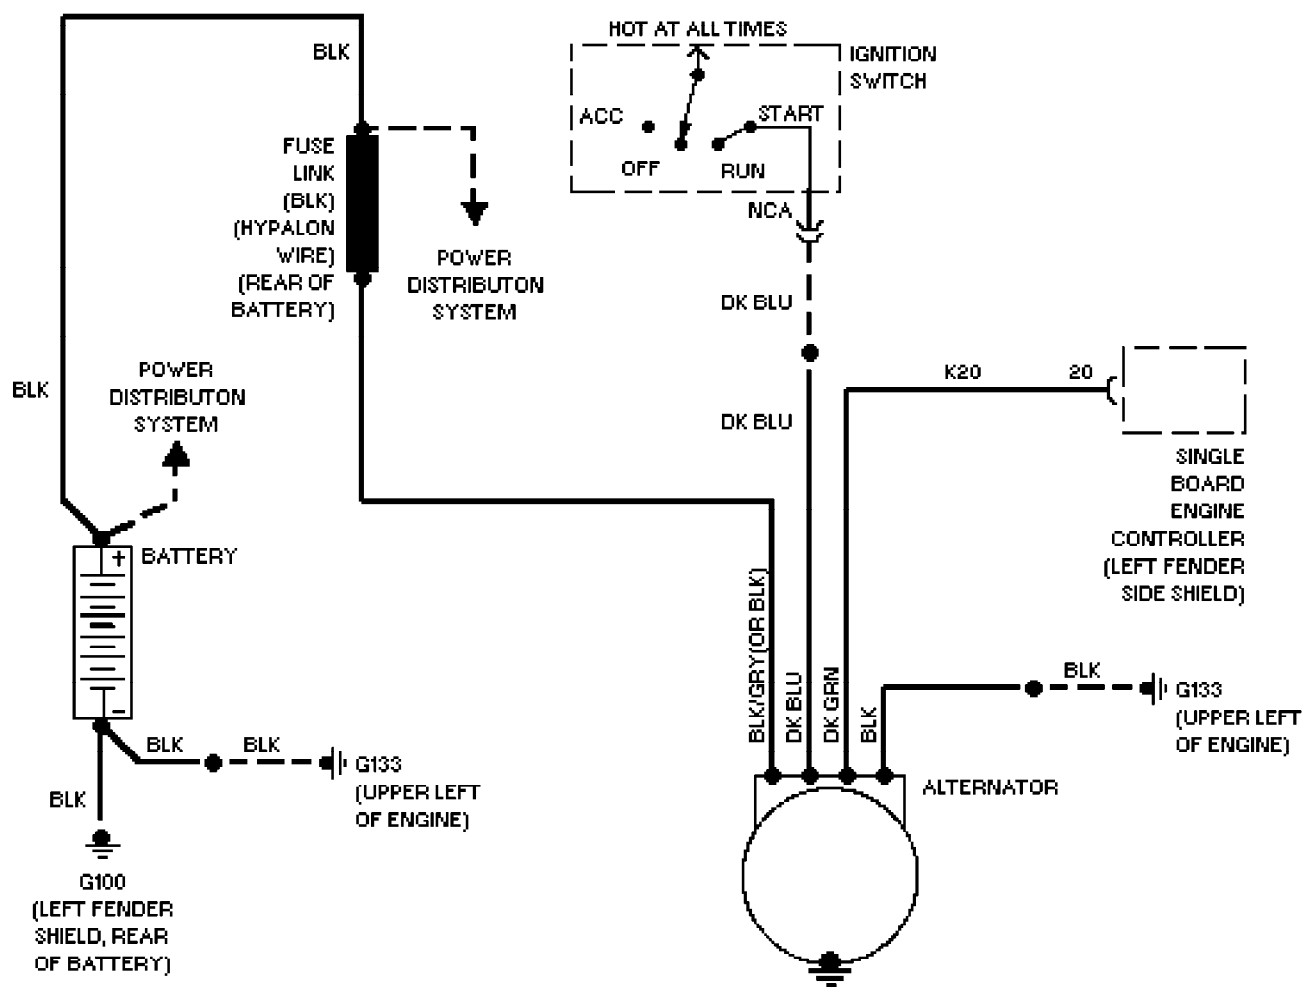 HOT AT ALL TIMES
IGNITION
SWITCH
ACC
START
OFF
RUN
NCA
BLK
FUSE
LINK
(BLK)
(HYPALON
WIRE)
(REAR OF
BATTERY)
POWER
DISTRIBUTON
SYSTEM
DK BLU
DK BLU
K20
20
SINGLE
BOARD
ENGINE
CONTROLLER
(LEFT FENDER
SIDE SHIELD)
BLK
POWER
DISTRIBUTON
SYSTEM
+
BATTERY
-
BLK
BLK
G133
(UPPER LEFT
OF ENGINE)
BLK
G100
(LEFT FENDER
SHIELD, REAR
OF BATTERY)
BLK/GRY(OR BLK)
DK BLU
DK GRN
BLK
BLK
G133
(UPPER LEFT
OF ENGINE)
ALTERNATOR